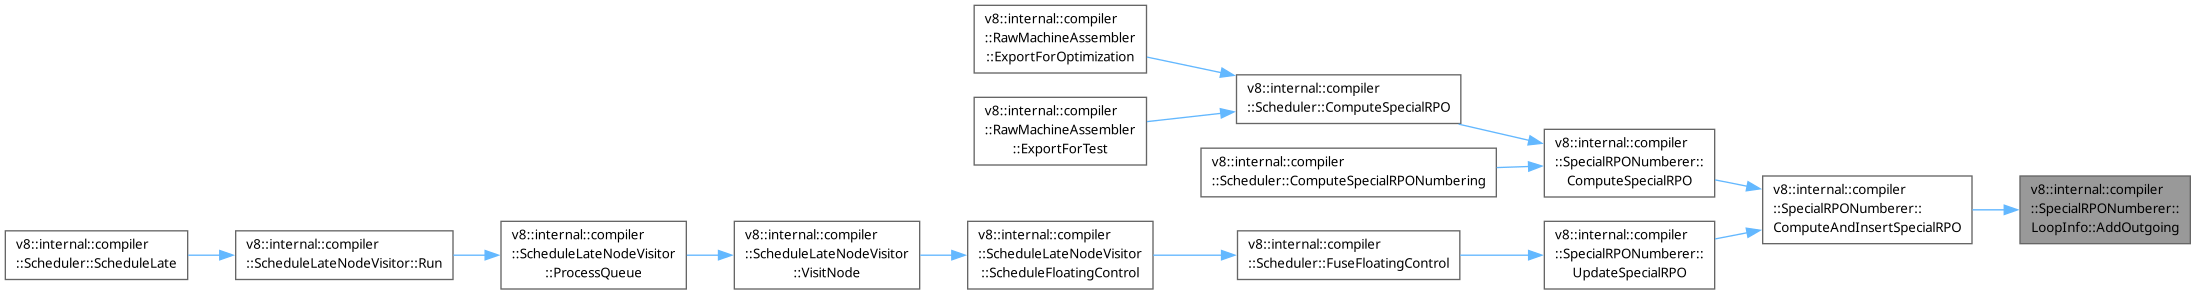 v8::internal::compiler
::RawMachineAssembler
::ExportForOptimization
v8::internal::compiler
::Scheduler::ComputeSpecialRPO
v8::internal::compiler
::RawMachineAssembler
::ExportForTest
v8::internal::compiler
::SpecialRPONumberer::
ComputeSpecialRPO
v8::internal::compiler
::Scheduler::ComputeSpecialRPONumbering
v8::internal::compiler
::SpecialRPONumberer::
ComputeAndInsertSpecialRPO
v8::internal::compiler
::SpecialRPONumberer::
LoopInfo::AddOutgoing
v8::internal::compiler
::Scheduler::ScheduleLate
v8::internal::compiler
::ScheduleLateNodeVisitor::Run
v8::internal::compiler
::ScheduleLateNodeVisitor
::ProcessQueue
v8::internal::compiler
::ScheduleLateNodeVisitor
::VisitNode
v8::internal::compiler
::ScheduleLateNodeVisitor
::ScheduleFloatingControl
v8::internal::compiler
::Scheduler::FuseFloatingControl
v8::internal::compiler
::SpecialRPONumberer::
UpdateSpecialRPO